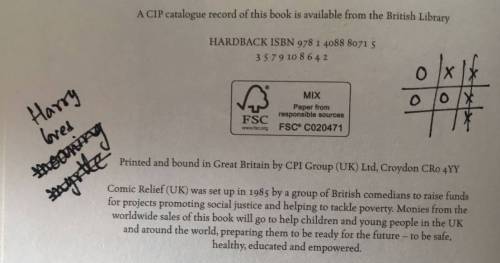 A CIP catalogue record of this book is available from the British Library
HARDBACK ISBN 978 1 4088 8071 5
3 5 7 9 10 8 6 4 2
Harry
loves
FSC
www.fsc.org
MIX
Paper from
responsible sources
FSC® C020471
O X X
O O X
X
Printed and bound in Great Britain by CPI Group (UK) Ltd, Croydon CR0 4YY
Comic Relief (UK) was set up in 1985 by a group of British comedians to raise funds
for projects promoting social justice and helping to tackle poverty. Monies from the
worldwide sales of this book will go to help children and young people in the UK
and around the world, preparing them to be ready for the future – to be safe,
healthy, educated and empowered.